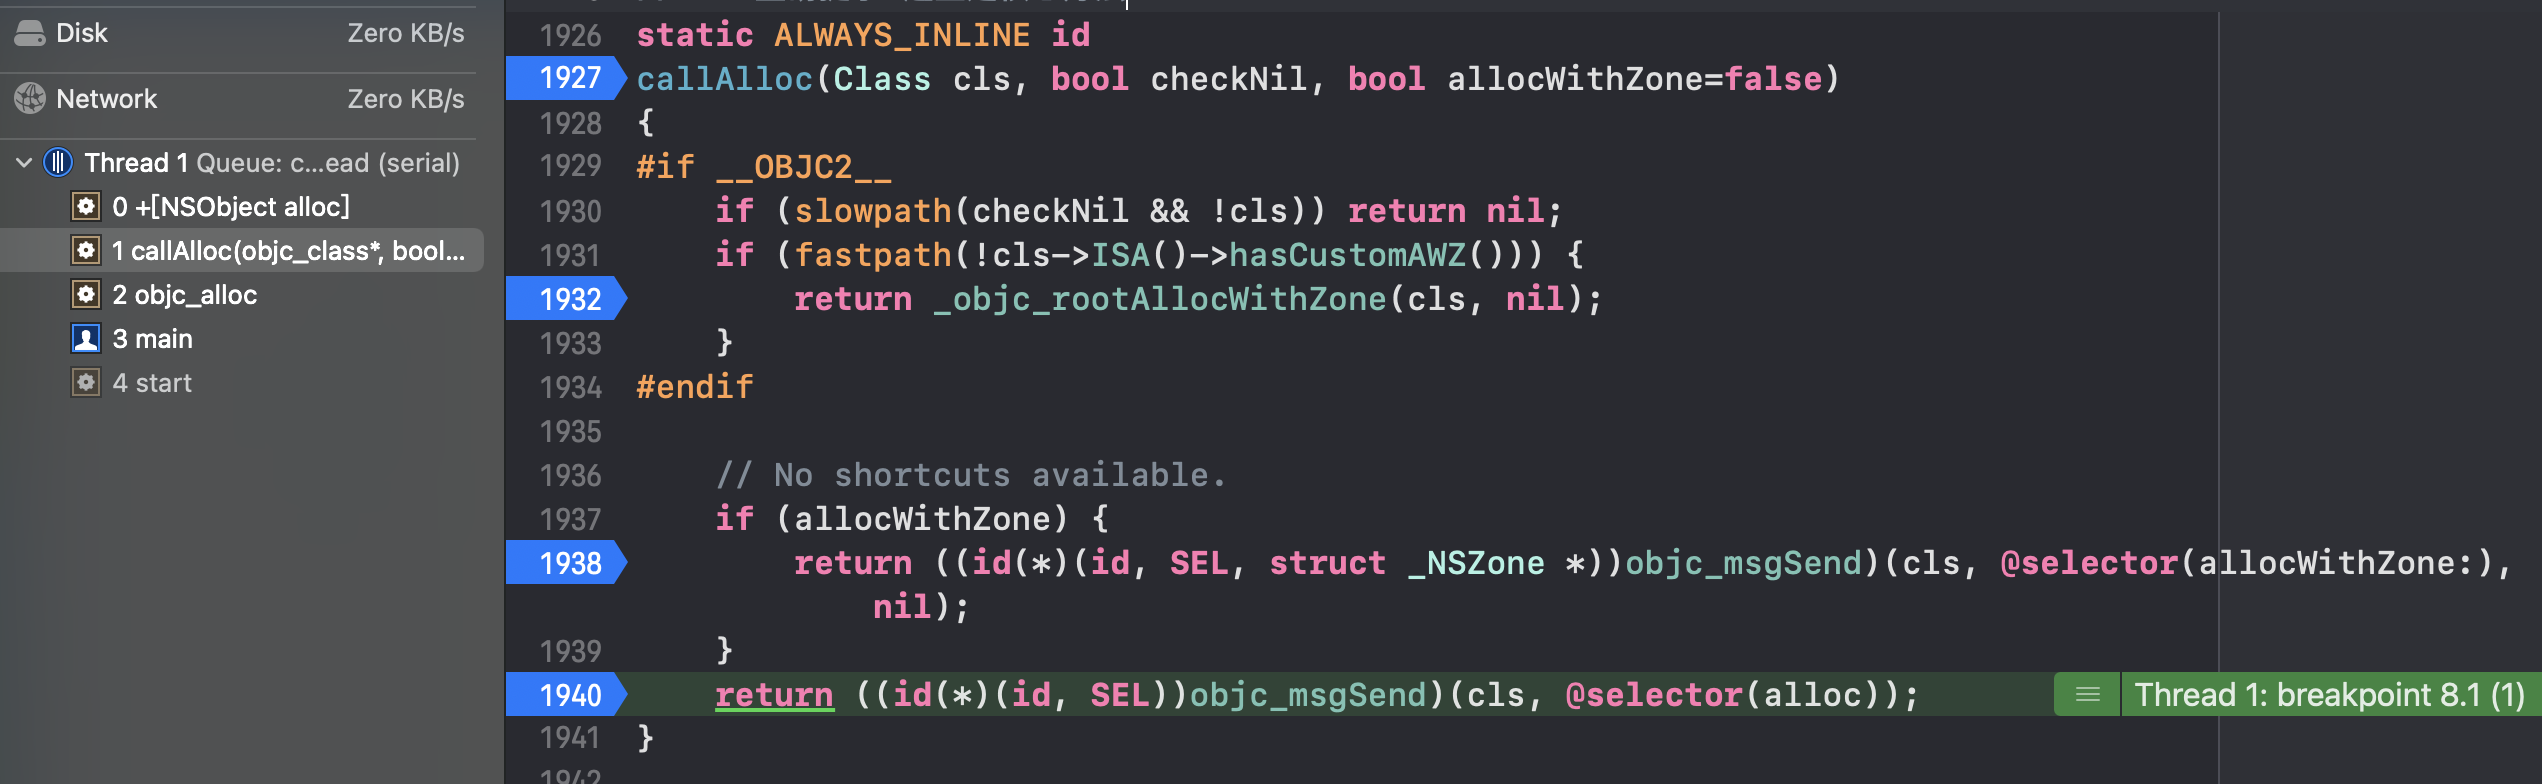 Disk Zero KB/s
Network Zero KB/s
Thread 1 Queue: c...ead (serial)
0 +[NSObject alloc]
1 callAlloc(objc_class*, bool...
2 objc_alloc
3 main
4 start
1926 static ALWAYS_INLINE id
1927 callAlloc(Class cls, bool checkNil, bool allocWithZone=false)
1928 {
1929 #if __OBJC2__
1930     if (slowpath(checkNil && !cls)) return nil;
1931     if (fastpath(!cls->ISA()->hasCustomAWZ())) {
1932         return _objc_rootAllocWithZone(cls, nil);
1933     }
1934 #endif
1935
1936     // No shortcuts available.
1937     if (allocWithZone) {
1938         return ((id(*)(id, SEL, struct _NSZone *))objc_msgSend)(cls, @selector(allocWithZone:),
            nil);
1939     }
1940     return ((id(*)(id, SEL))objc_msgSend)(cls, @selector(alloc)); Thread 1: breakpoint 8.1 (1)
1941 }
1942